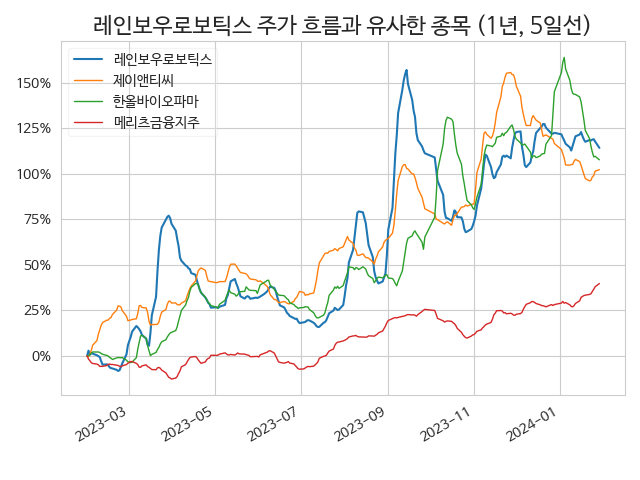 레인보우로보틱스 주가 흐름과 유사한 종목 (1년, 5일선)
레인보우로보틱스
제이앤티씨
한올바이오파마
메리츠금융지주
150%
125%
100%
75%
50%
25%
0%
2023-03
2023-05
2023-07
2023-09
2023-11
2024-01